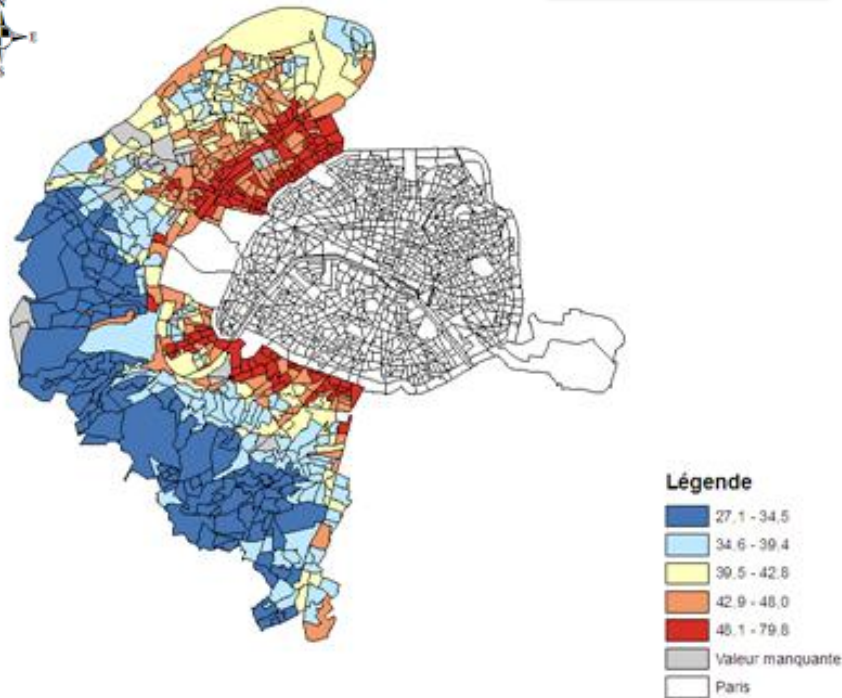 E
S
Légende
27,1 - 34,5
34,6 - 39,4
39,5 - 42,8
42,9 - 48,0
48,1 - 79,8
Valeur manquante
Paris